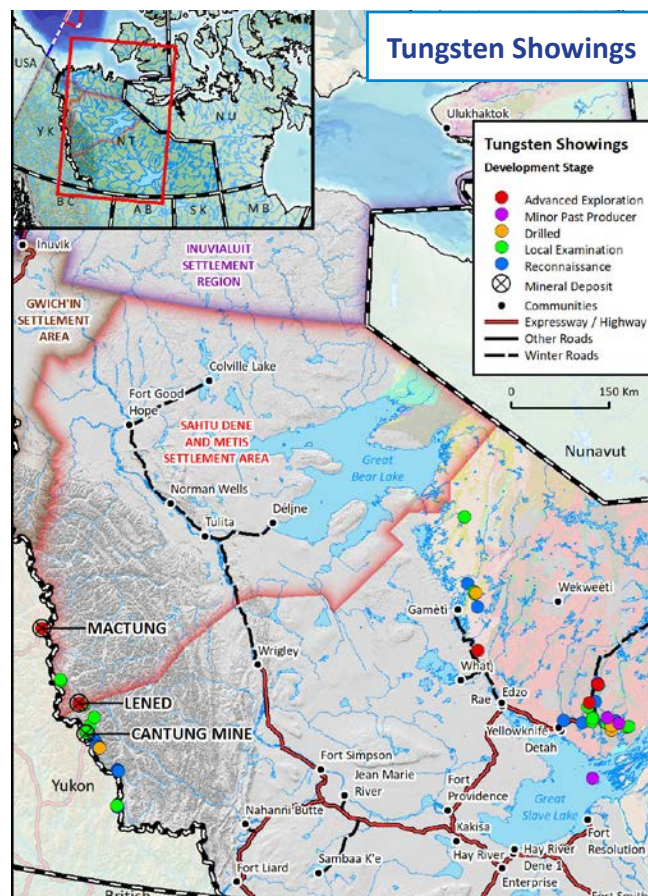 Tungsten Showings
USA
YK
NT
NU
BC
AB
SK
MB
Ulukhaktok
Tungsten Showings
Development Stage
Advanced Exploration
Minor Past Producer
Drilled
Local Examination
Reconnaissance
Mineral Deposit
Communities
Expressway / Highway
Other Roads
Winter Roads
0 150 Km
Nunavut
Inuvik
INUVIALUIT
SETTLEMENT
REGION
GWICH'IN
SETTLEMENT
AREA
Colville Lake
Fort Good
Hope
SAHTU DENE
AND METIS
SETTLEMENT AREA
Great
Bear Lake
Norman Wells
Déljne
Tulita
Wekweètì
Gamètì
MACTUNG
Wrigley
Whatì
LENED
Rae
Edzo
CANTUNG MINE
Yellowknife
Detah
Yukon
Fort Simpson
Jean Marie
River
Fort
Providence
Great
Slave Lake
Nahanni Butte
Kakisa
Fort
Resolution
Hay River
Hay River
Dene 1
Sambaa K'e
Fort Liard
Enterprise
Fort Smith
British